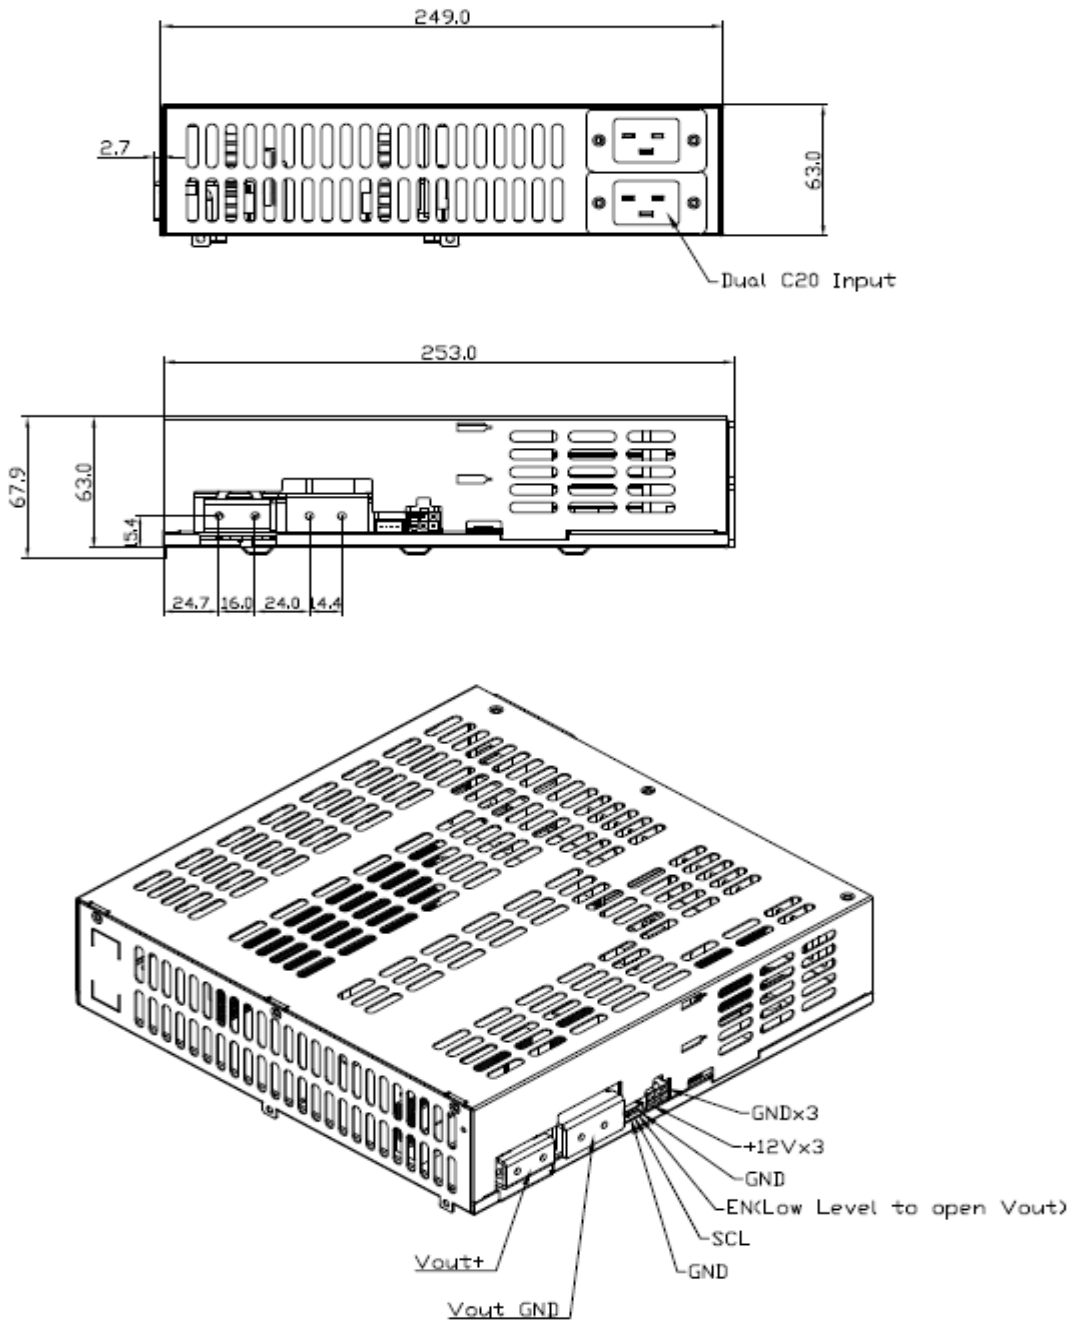 249.0
2.7
63.0
Dual C20 Input
253.0
67.9
63.0
15.4
24.7 16.0 24.0 14.4
GNDx3
+12Vx3
GND
EN(Low Level to open Vout)
SCL
GND
Vout+
Vout GND